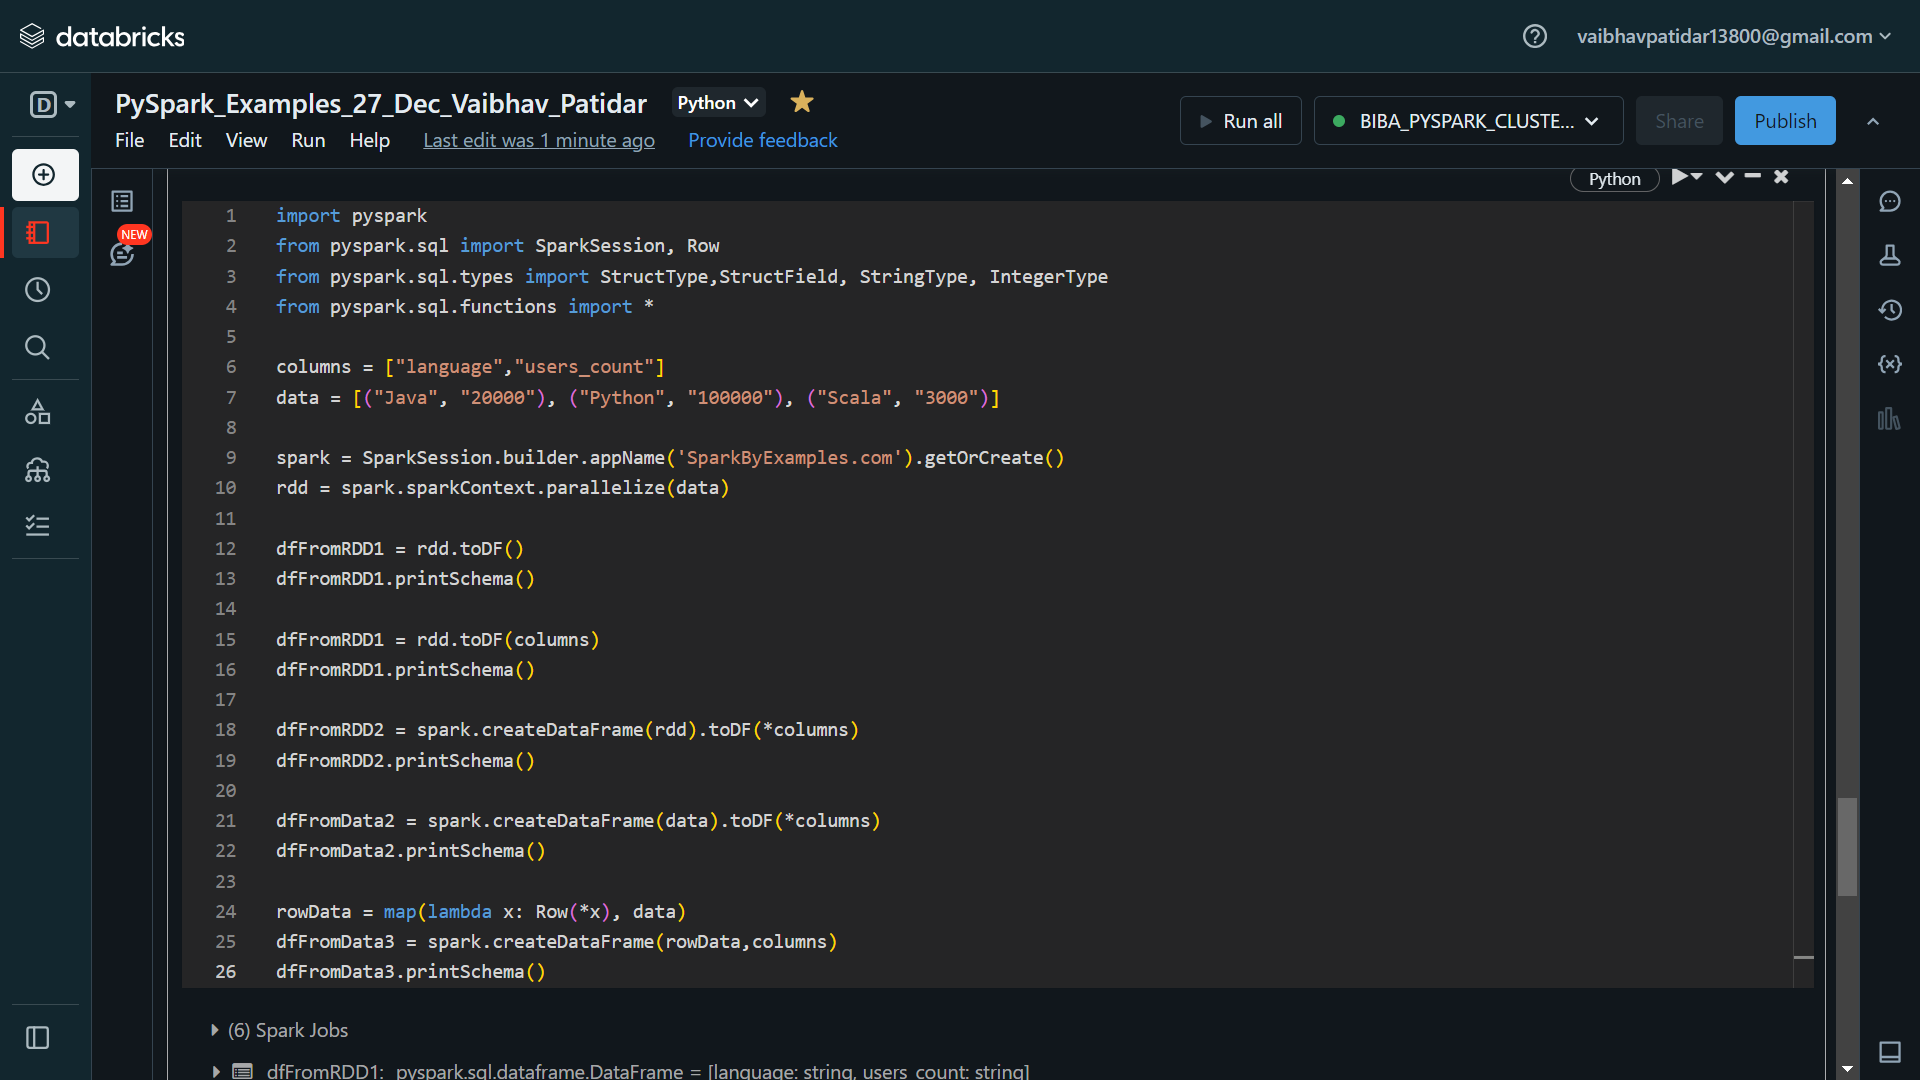 databricks
vaibhavpatidar13800@gmail.com
D
PySpark_Examples_27_Dec_Vaibhav_Patidar Python
File Edit View Run Help Last edit was 1 minute ago Provide feedback
Run all BIBA_PYSPARK_CLUSTE... Share Publish
NEW
Python
1 import pyspark
2 from pyspark.sql import SparkSession, Row
3 from pyspark.sql.types import StructType,StructField, StringType, IntegerType
4 from pyspark.sql.functions import *
5
6 columns = ["language","users_count"]
7 data = [("Java", "20000"), ("Python", "100000"), ("Scala", "3000")]
8
9 spark = SparkSession.builder.appName('SparkByExamples.com').getOrCreate()
10 rdd = spark.sparkContext.parallelize(data)
11
12 dfFromRDD1 = rdd.toDF()
13 dfFromRDD1.printSchema()
14
15 dfFromRDD1 = rdd.toDF(columns)
16 dfFromRDD1.printSchema()
17
18 dfFromRDD2 = spark.createDataFrame(rdd).toDF(*columns)
19 dfFromRDD2.printSchema()
20
21 dfFromData2 = spark.createDataFrame(data).toDF(*columns)
22 dfFromData2.printSchema()
23
24 rowData = map(lambda x: Row(*x), data)
25 dfFromData3 = spark.createDataFrame(rowData,columns)
26 dfFromData3.printSchema()
(6) Spark Jobs
dfFromRDD1: pyspark.sql.dataframe.DataFrame = [language: string, users_count: string]